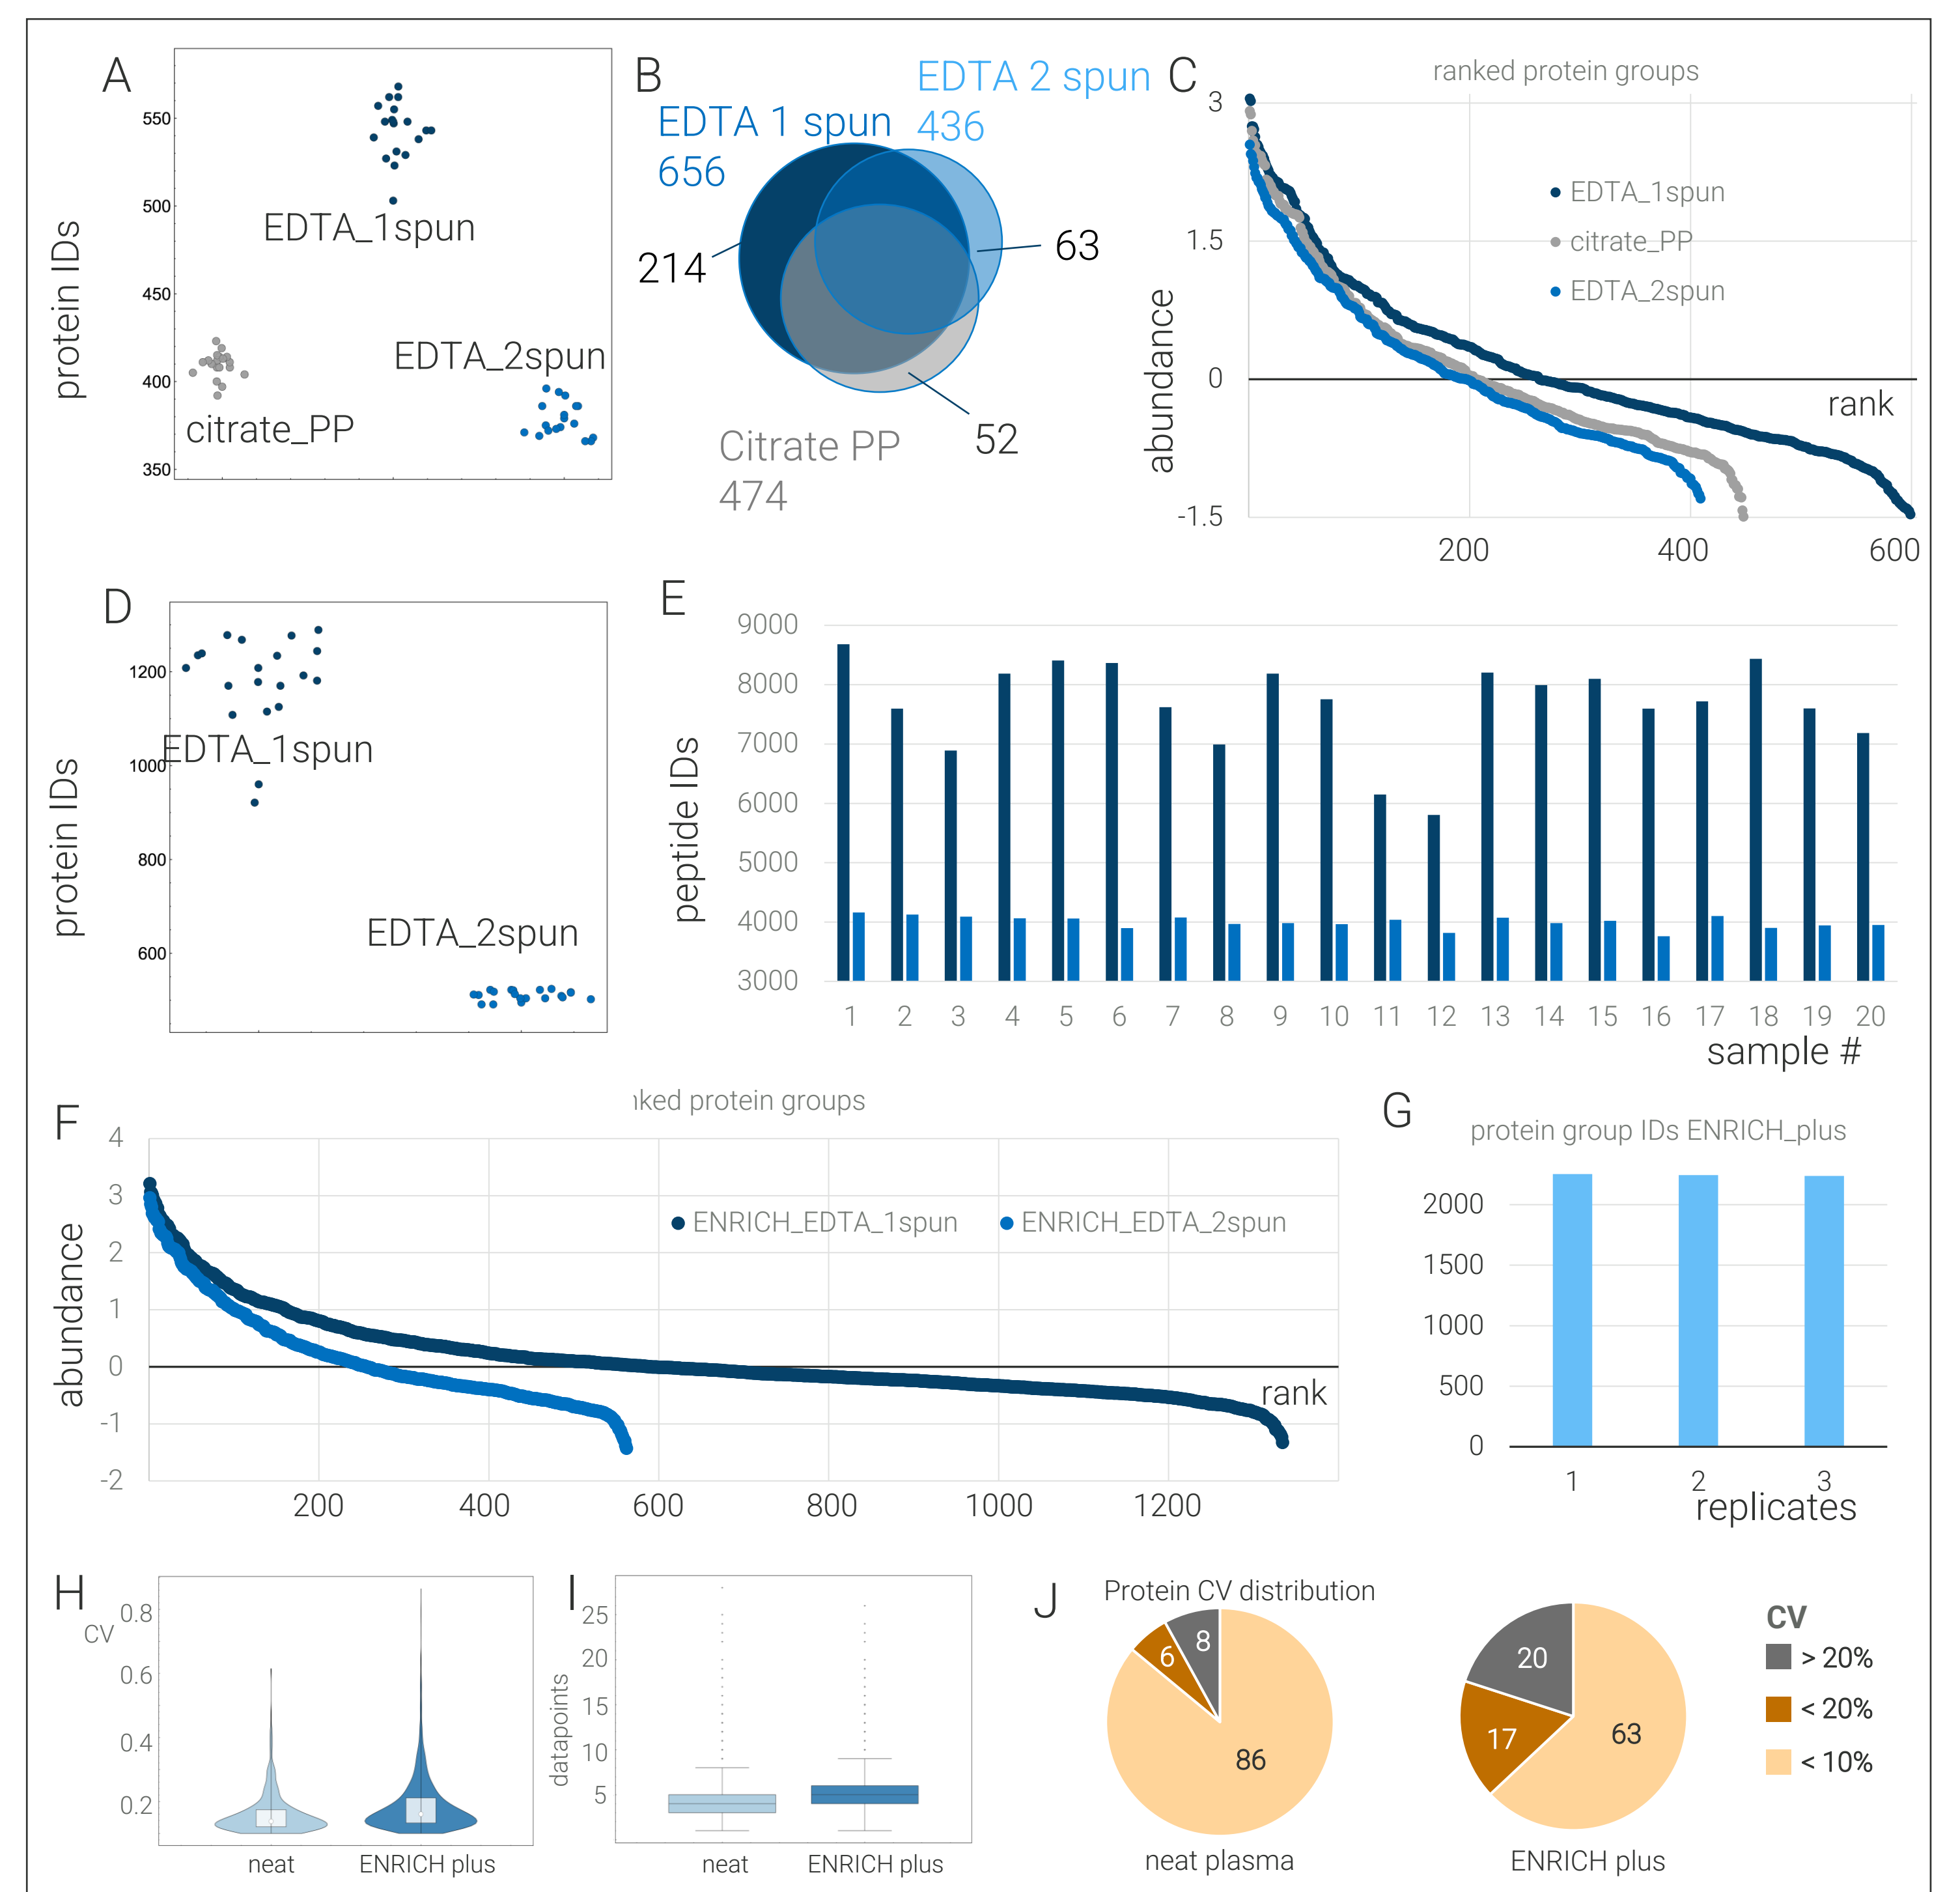 A
protein IDs
550
500
450
400
350
EDTA_1spun
EDTA_2spun
citrate_PP
B
EDTA 2 spun
436
EDTA 1 spun
656
214
63
52
Citrate PP
474
C
ranked protein groups
abundance
3
1.5
0
-1.5
EDTA_1spun
citrate_PP
EDTA_2spun
rank
200 400 600
D
protein IDs
1200
1000
800
600
EDTA_1spun
EDTA_2spun
E
peptide IDs
9000
8000
7000
6000
5000
4000
3000
1 2 3 4 5 6 7 8 9 10 11 12 13 14 15 16 17 18 19 20
sample #
F
nked protein groups
abundance
4
3
2
1
0
-1
-2
ENRICH_EDTA_1spun ENRICH_EDTA_2spun
rank
200 400 600 800 1000 1200
G
protein group IDs ENRICH_plus
2000
1500
1000
500
0
1 2 3
replicates
H
CV
0.8
0.6
0.4
0.2
neat ENRICH plus
I
datapoints
25
20
15
10
5
neat ENRICH plus
J
Protein CV distribution
8
6
86
neat plasma
20
17
63
ENRICH plus
CV
> 20%
< 20%
< 10%